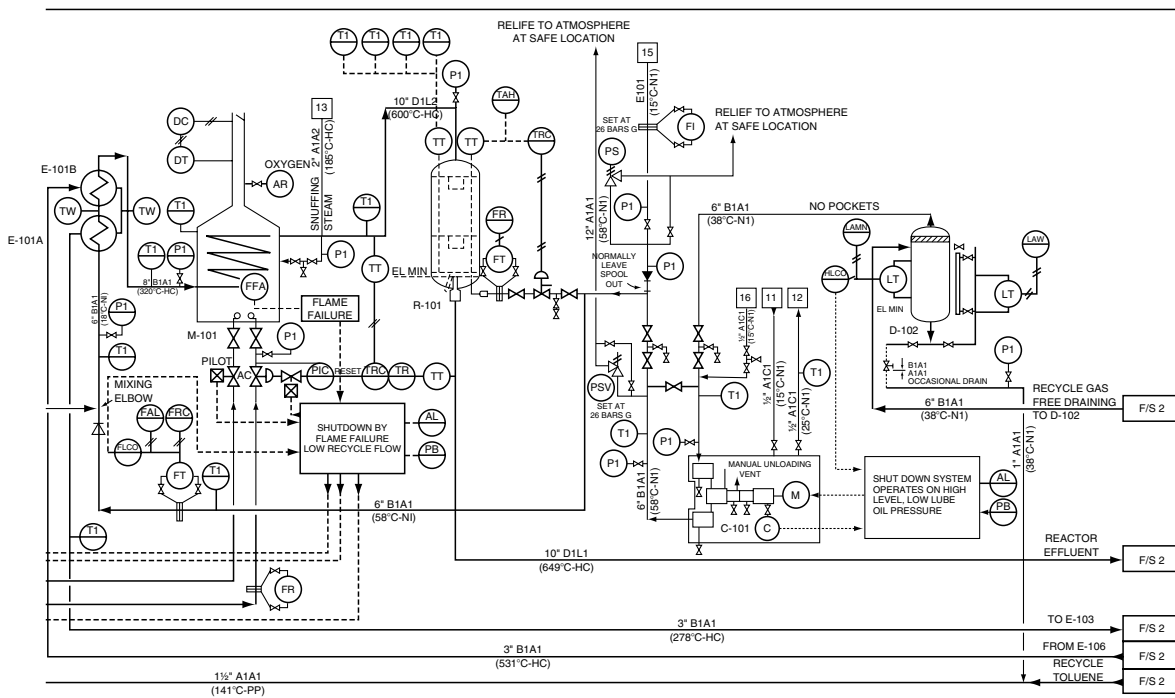 RELIFE TO ATMOSPHERE
AT SAFE LOCATION
15
T1
T1
T1
T1
P1
E101
(15°C-N1)
10" D1L2
(600°C-HC)
TAH
SET AT
26 BARS G
FI
RELIEF TO ATMOSPHERE
AT SAFE LOCATION
13
DC
DT
SNUFFING 2" A1A2
STEAM (185°C-HC)
TT
TT
TRC
PS
OXYGEN
AR
E-101B
TW
TW
E-101A
T1
T1
P1
8" B1A1
(320°C-HC)
T1
P1
TT
FR
FT
12" A1A1
(58°C-N1)
P1
6" B1A1
(38°C-N1)
NO POCKETS
LAMN
LAW
HLCO
LT
LT
EL MIN
D-102
NORMALLY
LEAVE
SPOOL
OUT
P1
EL MIN
R-101
FFA
FLAME
FAILURE
M-101
6" B1A1
(18°C-NI)
P1
T1
P1
PILOT
AC
PIC
RESET
TRC
TR
TT
16
11
12
½" A1C1
(15°C-N1)
½" A1C1
(15°C-N1)
½" A1C1
(25°C-N1)
T1
T1
PSV
SET AT
26 BARS G
B1A1
A1A1
OCCASIONAL DRAIN
P1
RECYCLE GAS
FREE DRAINING
TO D-102
6" B1A1
(38°C-N1)
F/S 2
1" A1A1
(38°C-N1)
MIXING
ELBOW
FAL
FRC
FLCO
FT
T1
SHUTDOWN BY
FLAME FAILURE
LOW RECYCLE FLOW
AL
PB
T1
P1
P1
6" B1A1
(58°C-N1)
MANUAL UNLOADING
VENT
M
C-101
C
SHUT DOWN SYSTEM
OPERATES ON HIGH
LEVEL, LOW LUBE
OIL PRESSURE
AL
PB
6" B1A1
(58°C-NI)
T1
10" D1L1
(649°C-HC)
REACTOR
EFFLUENT
F/S 2
FR
3" B1A1
(278°C-HC)
TO E-103
F/S 2
3" B1A1
(531°C-HC)
FROM E-106
F/S 2
1½" A1A1
(141°C-PP)
RECYCLE
TOLUENE
F/S 2